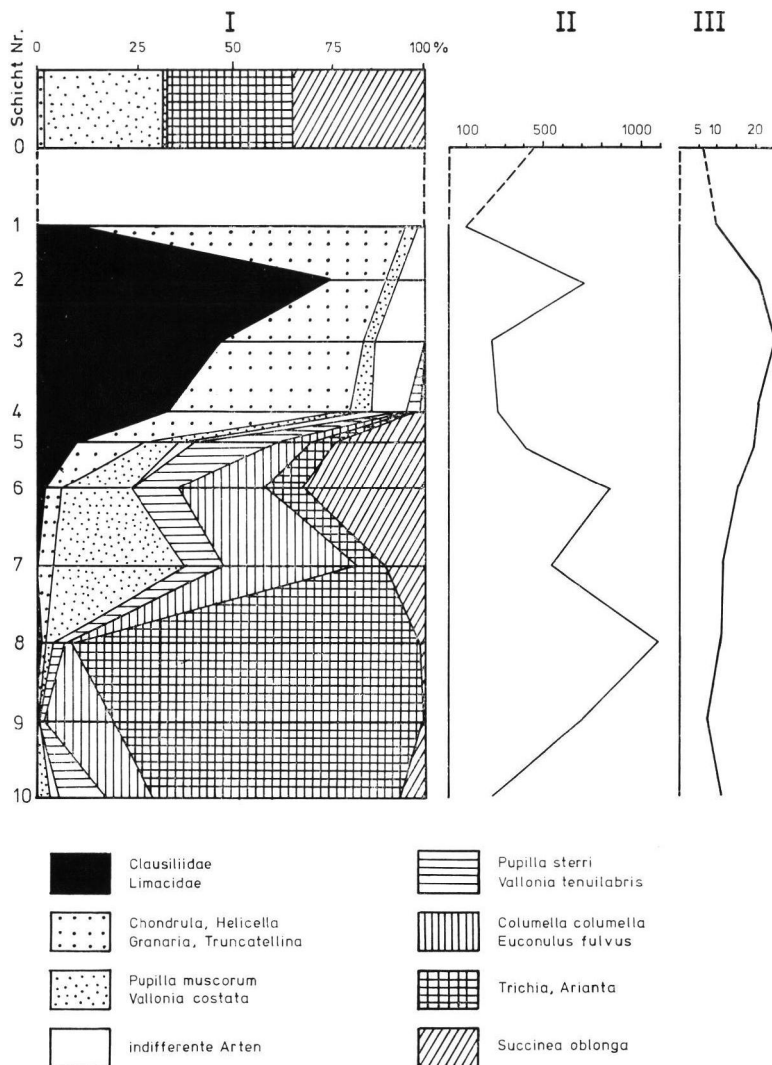 I II III
Schicht Nr.
0 25 50 75 100 %
0
100 500 1000
5 10 20
1
2
3
4
5
6
7
8
9
10
Clausiliidae
Limacidae
Chondrula, Helicella
Granaria, Truncatellina
Pupilla muscorum
Vallonia costata
indifferente Arten
Pupilla sterri
Vallonia tenuilabris
Columella columella
Euconulus fulvus
Trichia, Arianta
Succinea oblonga